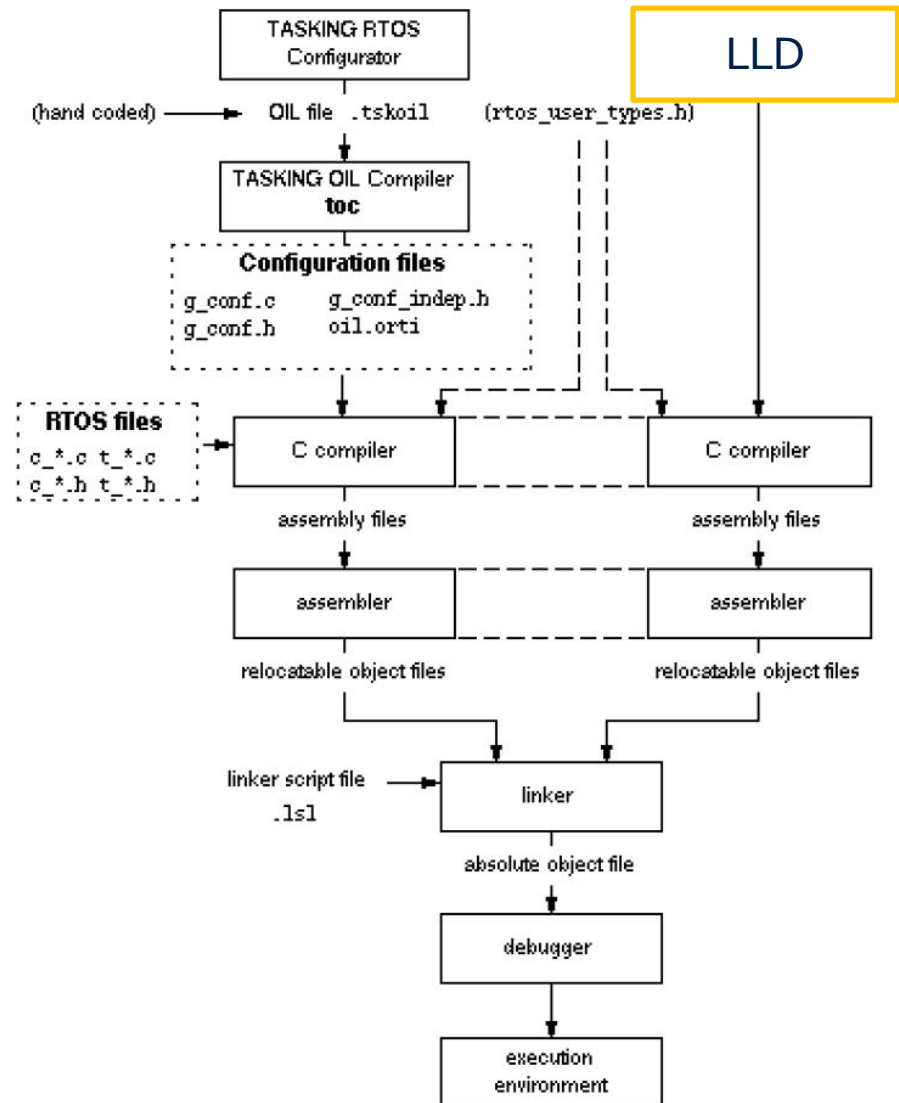 TASKING RTOS
Configurator
LLD
(hand coded)
OIL file .tskoil
(rtos_user_types.h)
TASKING OIL Compiler
toc
Configuration files
g_conf.c g_conf_indep.h
g_conf.h oil.orti
RTOS files
c_*.c t_*.c
c_*.h t_*.h
C compiler
C compiler
assembly files
assembly files
assembler
assembler
relocatable object files
relocatable object files
linker script file
.lsl
linker
absolute object file
debugger
execution
environment